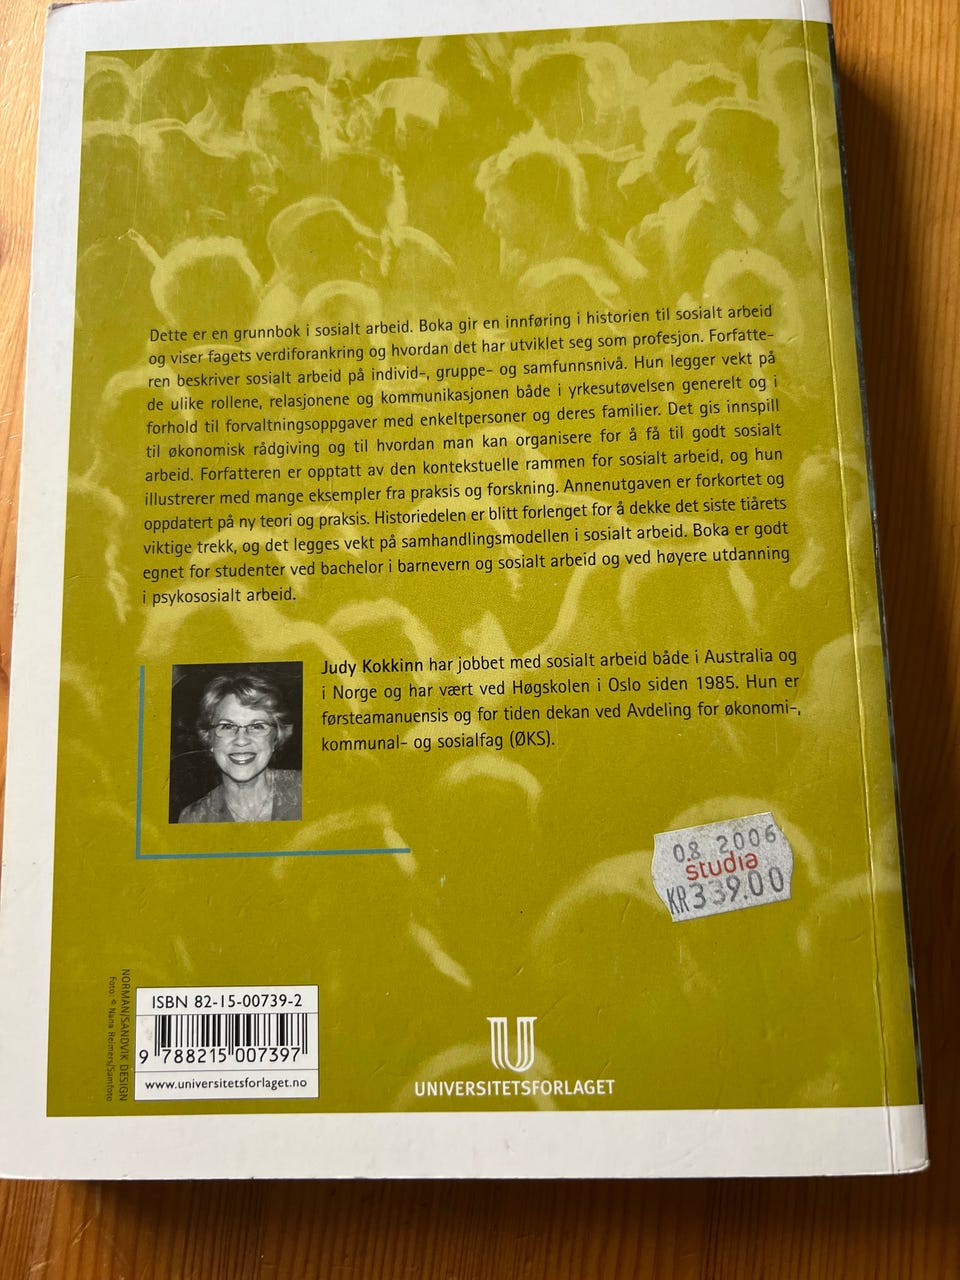 Dette er en grunnbok i sosialt arbeid. Boka gir en innføring i historien til sosialt arbeid
og viser fagets verdiforankring og hvordan det har utviklet seg som profesjon. Forfatte-
ren beskriver sosialt arbeid på individ-, gruppe- og samfunnsnivå. Hun legger vekt på
de ulike rollene, relasjonene og kommunikasjonen både i yrkesutøvelsen generelt og i
forhold til forvaltningsoppgaver med enkeltpersoner og deres familier. Det gis innspill
til økonomisk rådgiving og til hvordan man kan organisere for å få til godt sosialt
arbeid. Forfatteren er opptatt av den kontekstuelle rammen for sosialt arbeid, og hun
illustrerer med mange eksempler fra praksis og forskning. Annenutgaven er forkortet og
oppdatert på ny teori og praksis. Historiedelen er blitt forlenget for å dekke det siste tiårets
viktige trekk, og det legges vekt på samhandlingsmodellen i sosialt arbeid. Boka er godt
egnet for studenter ved bachelor i barnevern og sosialt arbeid og ved høyere utdanning
i psykososialt arbeid.
Judy Kokkinn har jobbet med sosialt arbeid både i Australia og
i Norge og har vært ved Høgskolen i Oslo siden 1985. Hun er
førsteamanuensis og for tiden dekan ved Avdeling for økonomi-,
kommunal- og sosialfag (ØKS).
08 2006
studia
KR339.00
NORMAN/SANDVIK DESIGN
Foto: © Nana Reimers/Samfoto
ISBN 82-15-00739-2
9 788215 007397
www.universitetsforlaget.no
UNIVERSITETSFORLAGET